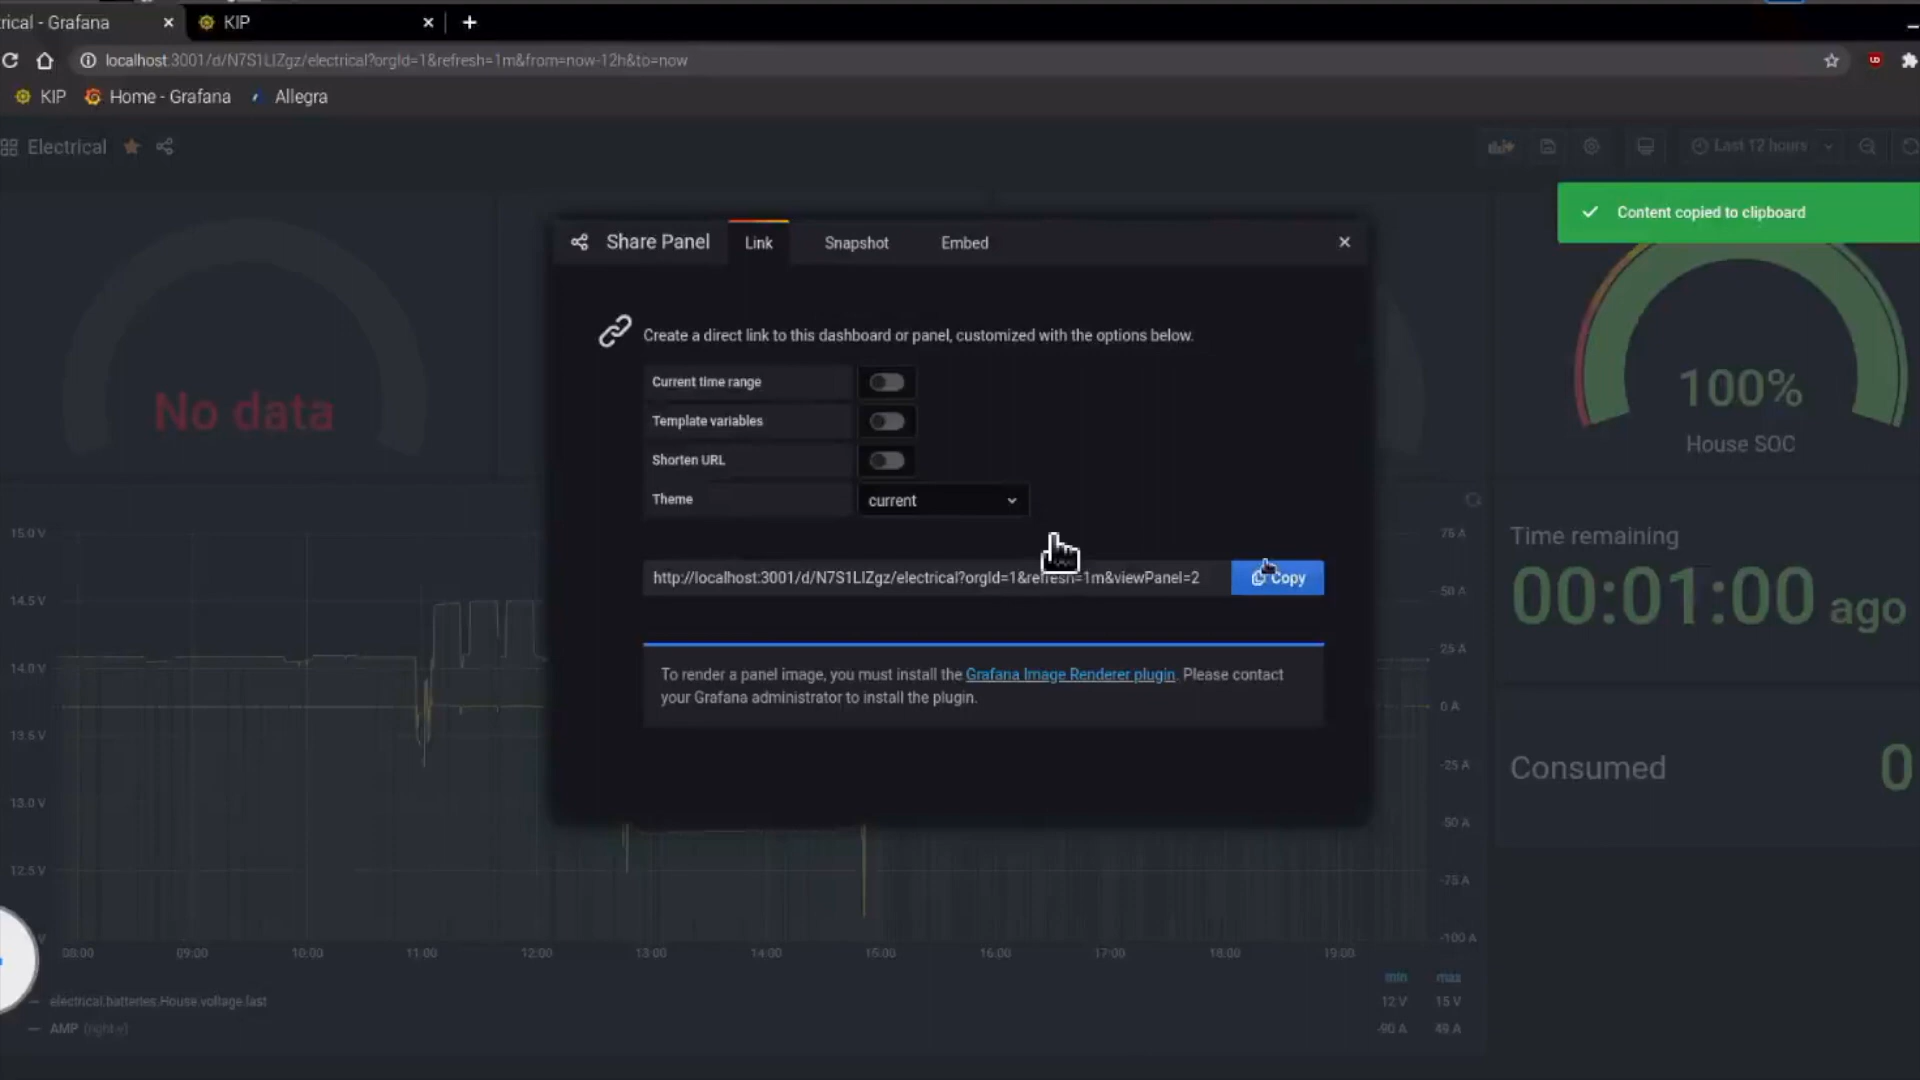 rical - Grafana
KIP
localhost:3001/d/N7S1LIZgz/electrical?orgId=1&refresh=1m&from=now-12h&to=now
KIP
Home - Grafana
Allegra
Electrical
Last 12 hours
Content copied to clipboard
Share Panel
Link
Snapshot
Embed
Create a direct link to this dashboard or panel, customized with the options below.
Current time range
Template variables
Shorten URL
Theme
current
http://localhost:3001/d/N7S1LIZgz/electrical?orgId=1&refresh=1m&viewPanel=2
Copy
To render a panel image, you must install the Grafana Image Renderer plugin. Please contact
your Grafana administrator to install the plugin.
No data
100%
House SOC
Time remaining
00:01:00 ago
Consumed
0
15.0 V
14.5 V
14.0 V
13.5 V
13.0 V
12.5 V
V
75 A
50 A
25 A
0 A
-25 A
-50 A
-75 A
-100 A
08:00
09:00
10:00
11:00
12:00
13:00
14:00
15:00
16:00
17:00
18:00
19:00
min
max
electrical.batteries.House.voltage.last
12 V
15 V
AMP (right-y)
-90 A
49 A